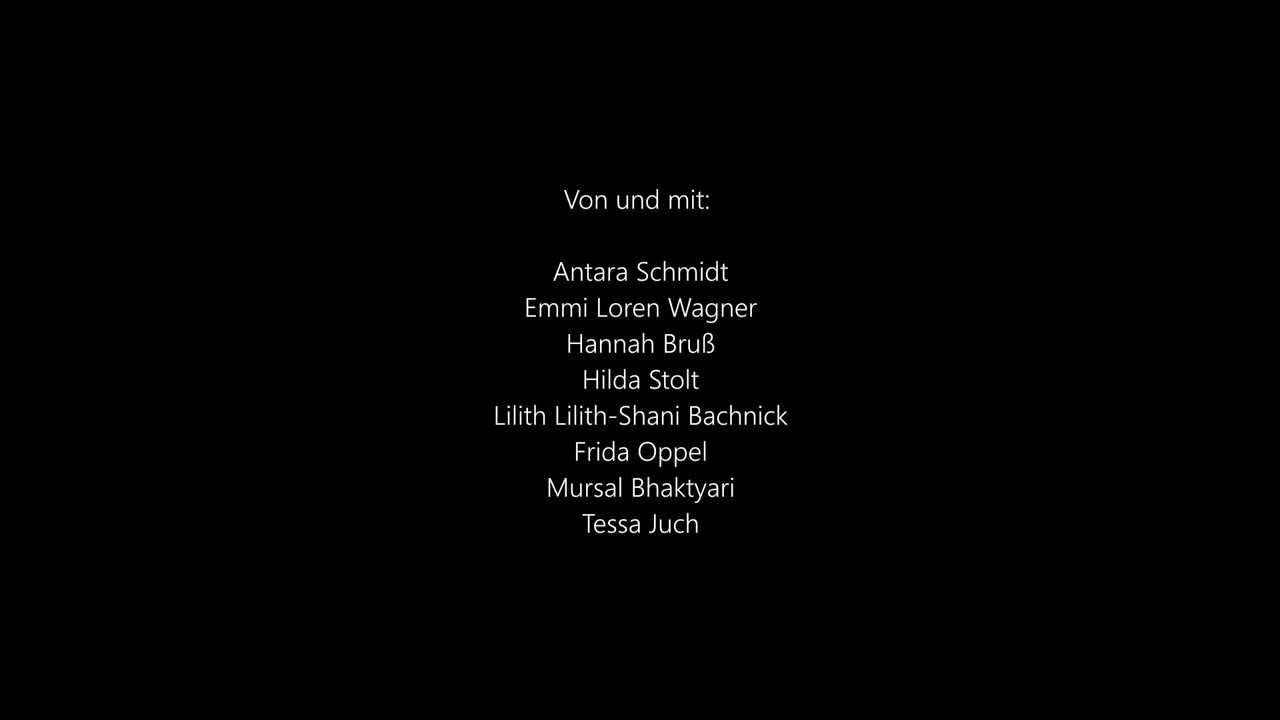 Von und mit:
Antara Schmidt
Emmi Loren Wagner
Hannah Bruß
Hilda Stolt
Lilith Lilith-Shani Bachnick
Frida Oppel
Mursal Bhaktyari
Tessa Juch